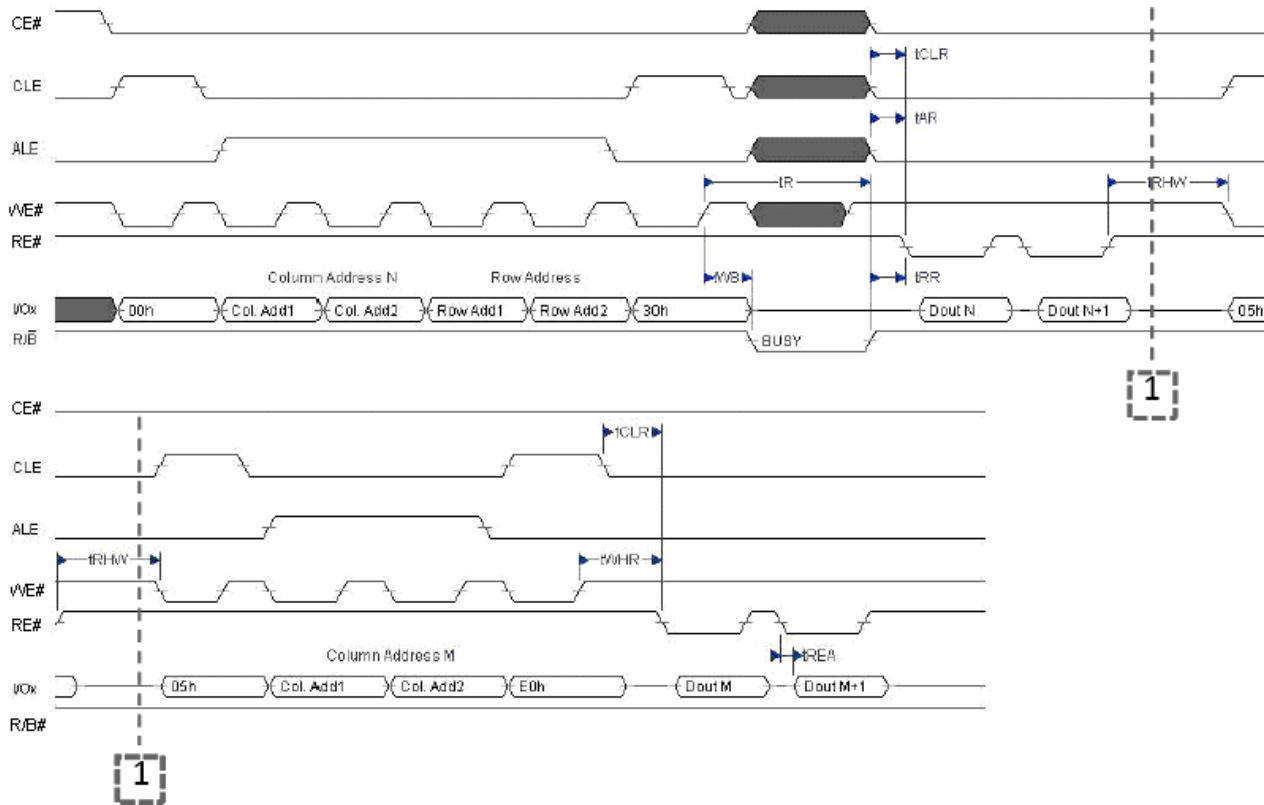 CE#
tCLR
CLE
tAR
ALE
tR
tRHW
WE#
RE#
Column Address N Row Address tWB tRR
I/Ox 00h Col. Add1 Col. Add2 Row Add1 Row Add2 30h Dout N Dout N+1 05h
R/B̅ BUSY
1
CE#
tCLR
CLE
ALE
tRHW tWHR
WE#
RE#
Column Address M tREA
I/Ox 05h Col. Add1 Col. Add2 E0h Dout M Dout M+1
R/B#
1